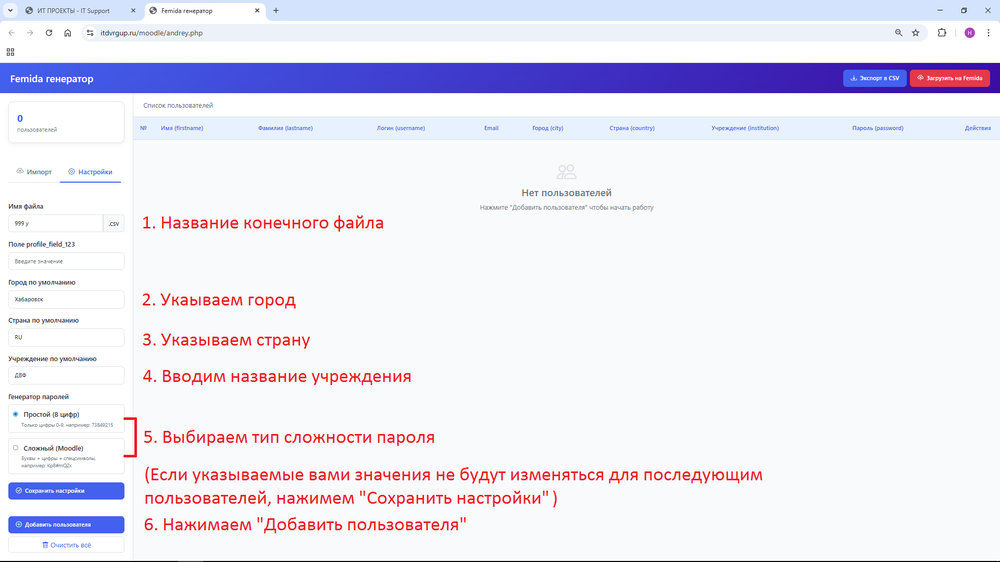 ИТ ПРОЕКТЫ - IT Support
Femida генератор
itdvrgup.ru/moodle/andrey.php
H
Femida генератор
Экспорт в CSV
Загрузить на Femida
0
пользователей
Список пользователей
№ Имя (firstname) Фамилия (lastname) Логин (username) Email Город (city) Страна (country) Учреждение (institution) Пароль (password) Действия
Импорт
Настройки
Нет пользователей
Нажмите "Добавить пользователя" чтобы начать работу
Имя файла
999 у .csv
1. Название конечного файла
Поле profile_field_123
Введите значение
Город по умолчанию
Хабаровск
2. Укаываем город
Страна по умолчанию
RU
3. Указываем страну
Учреждение по умолчанию
ДВФ
4. Вводим название учреждения
Генератор паролей
Простой (8 цифр)
Только цифры 0-9, например: 73849215
5. Выбираем тип сложности пароля
Сложный (Moodle)
Буквы + цифры + спецсимволы,
например: Kp8#mQ2x
(Если указываемые вами значения не будут изменяться для последующим
пользователей, нажимем "Сохранить настройки" )
Сохранить настройки
6. Нажимаем "Добавить пользователя"
Добавить пользователя
Очистить всё